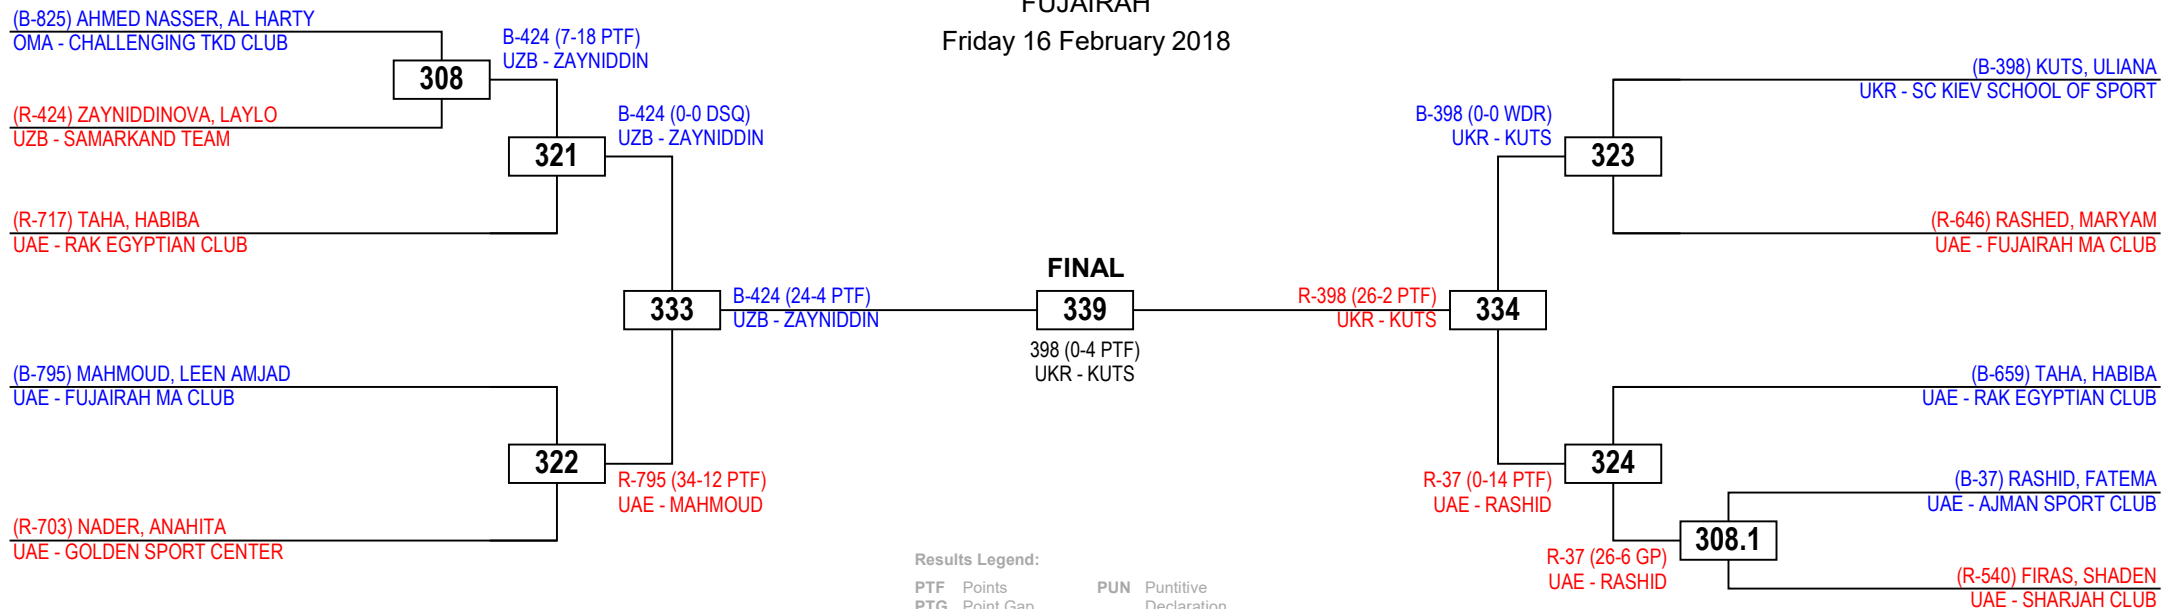 FUJAIRAH
Friday 16 February 2018
(B-825) AHMED NASSER, AL HARTY
OMA - CHALLENGING TKD CLUB
308
(R-424) ZAYNIDDINOVA, LAYLO
UZB - SAMARKAND TEAM
B-424 (7-18 PTF)
UZB - ZAYNIDDIN
321
(R-717) TAHA, HABIBA
UAE - RAK EGYPTIAN CLUB
B-424 (0-0 DSQ)
UZB - ZAYNIDDIN
333
B-424 (24-4 PTF)
UZB - ZAYNIDDIN
(B-795) MAHMOUD, LEEN AMJAD
UAE - FUJAIRAH MA CLUB
322
(R-703) NADER, ANAHITA
UAE - GOLDEN SPORT CENTER
R-795 (34-12 PTF)
UAE - MAHMOUD
FINAL
339
398 (0-4 PTF)
UKR - KUTS
(B-398) KUTS, ULIANA
UKR - SC KIEV SCHOOL OF SPORT
B-398 (0-0 WDR)
UKR - KUTS
323
(R-646) RASHED, MARYAM
UAE - FUJAIRAH MA CLUB
R-398 (26-2 PTF)
UKR - KUTS
334
(B-659) TAHA, HABIBA
UAE - RAK EGYPTIAN CLUB
324
R-37 (0-14 PTF)
UAE - RASHID
(B-37) RASHID, FATEMA
UAE - AJMAN SPORT CLUB
308.1
R-37 (26-6 GP)
UAE - RASHID
(R-540) FIRAS, SHADEN
UAE - SHARJAH CLUB
Results Legend:
PTF Points PUN Puntitive
PTG Point Gap Declaration